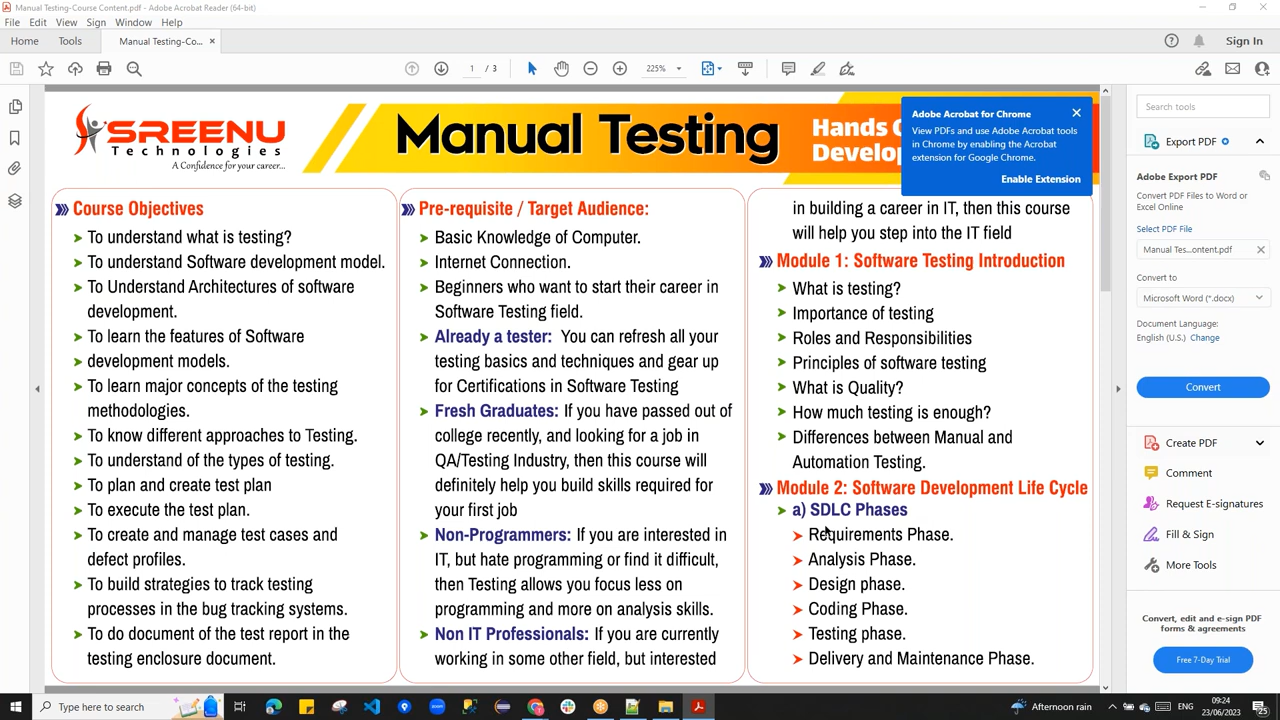 Manual Testing-Course Content.pdf - Adobe Acrobat Reader (64-bit)
File Edit View Sign Window Help
Home Tools Manual Testing-Co... × Sign In
1 / 3 225%
SREENU
Technologies
A Confidence for your career...
Manual Testing
Hands O
Develop
Adobe Acrobat for Chrome
View PDFs and use Adobe Acrobat tools
in Chrome by enabling the Acrobat
extension for Google Chrome.
Enable Extension
Course Objectives
To understand what is testing?
To understand Software development model.
To Understand Architectures of software
development.
To learn the features of Software
development models.
To learn major concepts of the testing
methodologies.
To know different approaches to Testing.
To understand of the types of testing.
To plan and create test plan
To execute the test plan.
To create and manage test cases and
defect profiles.
To build strategies to track testing
processes in the bug tracking systems.
To do document of the test report in the
testing enclosure document.
Pre-requisite / Target Audience:
Basic Knowledge of Computer.
Internet Connection.
Beginners who want to start their career in
Software Testing field.
Already a tester: You can refresh all your
testing basics and techniques and gear up
for Certifications in Software Testing
Fresh Graduates: If you have passed out of
college recently, and looking for a job in
QA/Testing Industry, then this course will
definitely help you build skills required for
your first job
Non-Programmers: If you are interested in
IT, but hate programming or find it difficult,
then Testing allows you focus less on
programming and more on analysis skills.
Non IT Professionals: If you are currently
working in some other field, but interested
in building a career in IT, then this course
will help you step into the IT field
Module 1: Software Testing Introduction
What is testing?
Importance of testing
Roles and Responsibilities
Principles of software testing
What is Quality?
How much testing is enough?
Differences between Manual and
Automation Testing.
Module 2: Software Development Life Cycle
a) SDLC Phases
Requirements Phase.
Analysis Phase.
Design phase.
Coding Phase.
Testing phase.
Delivery and Maintenance Phase.
Search tools
Export PDF
Adobe Export PDF
Convert PDF Files to Word or
Excel Online
Select PDF File
Manual Tes...ontent.pdf ×
Convert to
Microsoft Word (*.docx)
Document Language:
English (U.S.) Change
Convert
Create PDF
Comment
Request E-signatures
Fill & Sign
More Tools
Convert, edit and e-sign PDF
forms & agreements
Free 7-Day Trial
Type here to search
Afternoon rain
ENG
09:24
23/06/2023
25